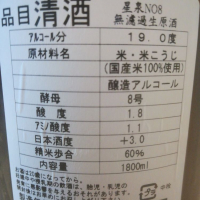 品目 清酒
星泉NO8
無濾過生原酒
アルコール分 19.0度
原材料名 米・米こうじ
(国産米100%使用)
醸造アルコール
酵母 8号
酸度 1.8
アミノ酸度 1.1
日本酒度 +3.0
精米歩合 60%
内容量 1800ml